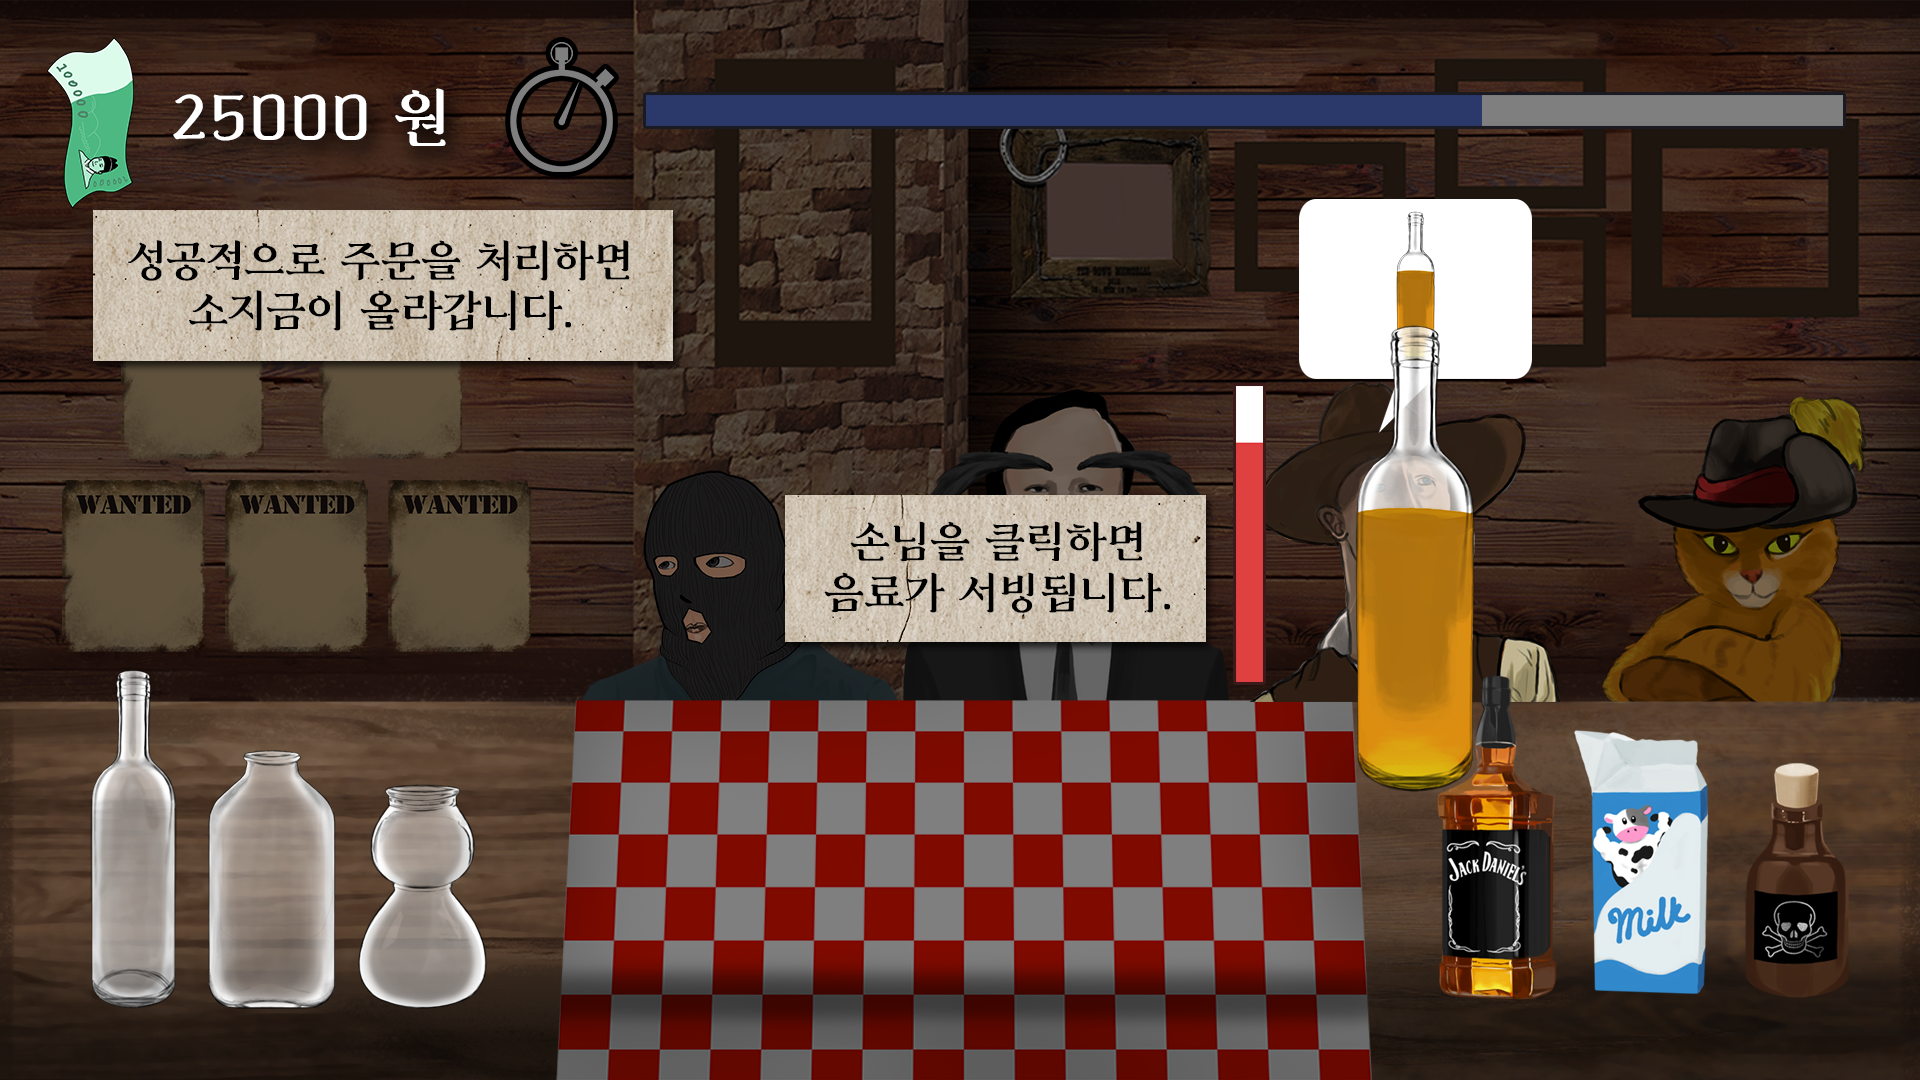 10000
25000 원
성공적으로 주문을 처리하면
소지금이 올라갑니다.
WANTED
WANTED
WANTED
손님을 클릭하면
음료가 서빙됩니다.
JACK DANIEL'S
Milk